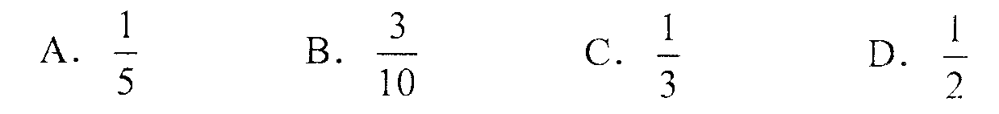 A. 1/5 B. 3/10 C. 1/3 D. 1/2